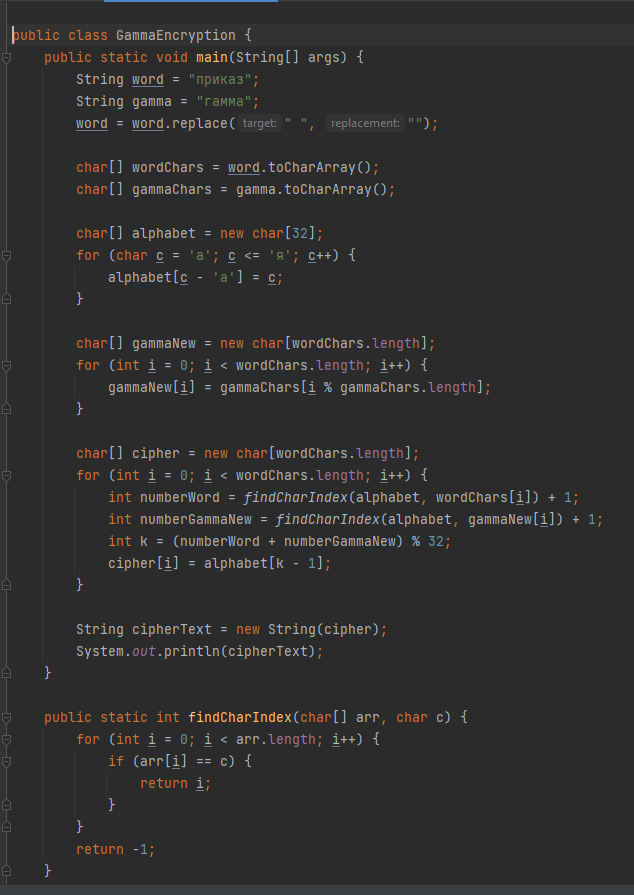 public class GammaEncryption {
    public static void main(String[] args) {
        String word = "приказ";
        String gamma = "гамма";
        word = word.replace( target: " ", replacement: "");

        char[] wordChars = word.toCharArray();
        char[] gammaChars = gamma.toCharArray();

        char[] alphabet = new char[32];
        for (char c = 'а'; c <= 'я'; c++) {
            alphabet[c - 'а'] = c;
        }

        char[] gammaNew = new char[wordChars.length];
        for (int i = 0; i < wordChars.length; i++) {
            gammaNew[i] = gammaChars[i % gammaChars.length];
        }

        char[] cipher = new char[wordChars.length];
        for (int i = 0; i < wordChars.length; i++) {
            int numberWord = findCharIndex(alphabet, wordChars[i]) + 1;
            int numberGammaNew = findCharIndex(alphabet, gammaNew[i]) + 1;
            int k = (numberWord + numberGammaNew) % 32;
            cipher[i] = alphabet[k - 1];
        }

        String cipherText = new String(cipher);
        System.out.println(cipherText);
    }

    public static int findCharIndex(char[] arr, char c) {
        for (int i = 0; i < arr.length; i++) {
            if (arr[i] == c) {
                return i;
            }
        }
        return -1;
    }